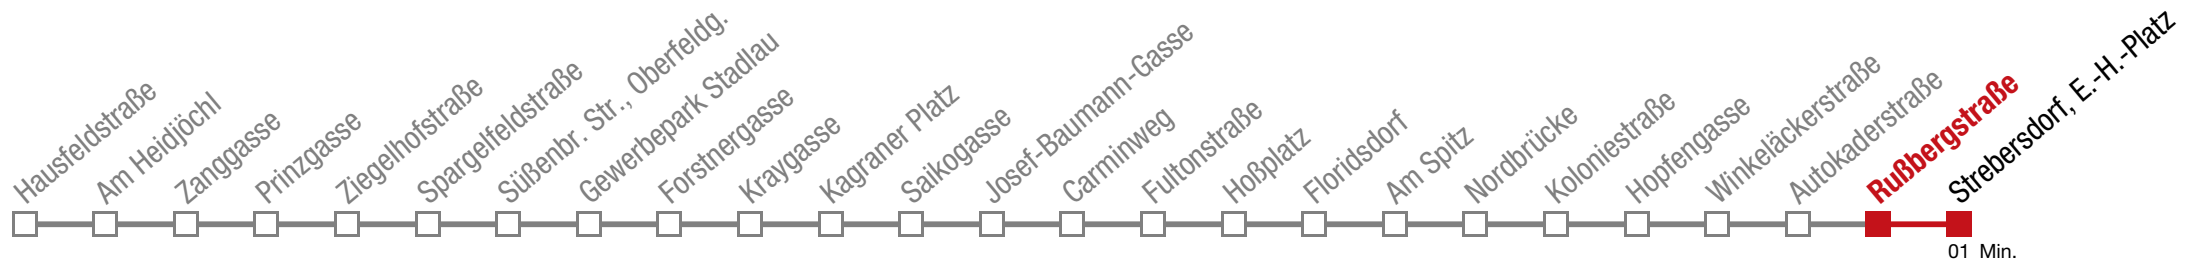 Hausfeldstraße
Am Heidjöchl
Zanggasse
Prinzgasse
Ziegelhofstraße
Spargelfeldstraße
Süßenbr. Str., Oberfeldg.
Gewerbepark Stadlau
Forstnergasse
Kraygasse
Kagraner Platz
Saikogasse
Josef-Baumann-Gasse
Carminweg
Fultonstraße
Hoßplatz
Floridsdorf
Am Spitz
Nordbrücke
Koloniestraße
Hopfengasse
Winkeläckerstraße
Autokaderstraße
Rußbergstraße
Strebersdorf, E.-H.-Platz
01 Min.